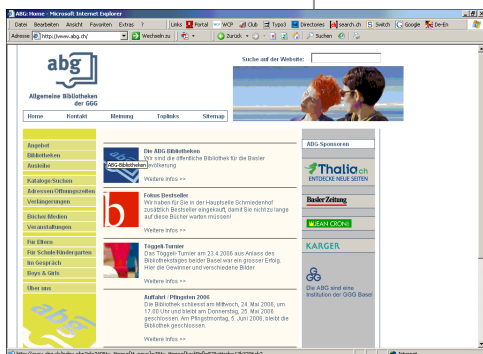 ABG: Home - Microsoft Internet Explorer
Datei Bearbeiten Ansicht Favoriten Extras ?
Links Portal WCP Club Typo3 Directories search.ch Switch Google De-En
Adresse http://www.abg.ch/ Wechseln zu Zurück Suchen
Suche auf der Website:
abg
Allgemeine Bibliotheken
der GGG
Home Kontakt Meinung Toplinks Sitemap
Angebot
Bibliotheken
Ausleihe
Kataloge/Suchen
Adressen/Öffnungszeiten
Verlängerungen
Bücher/Medien
Veranstaltungen
Für Eltern
Für Schule/Kindergarten
Im Gespräch
Boys & Girls
Über uns
abg
Die ABG-Bibliotheken
Wir sind die öffentliche Bibliothek für die Basler
Bevölkerung
ABG-Bibliotheken
Weitere Infos >>
Fokus Bestseller
Wir haben für Sie in der Hauptstelle Schmiedenhof
zusätzlich Bestseller eingekauft, damit Sie nicht zu lange
auf diese Bücher warten müssen!
Weitere Infos >>
Töggeli-Turnier
Das Töggeli-Turnier am 23.4.2006 aus Anlass des
Bibliothekstages beider Basel war ein grosser Erfolg.
Hier die Gewinner und verschiedene Bilder
Weitere Infos >>
Auffahrt / Pfingsten 2006
Die Bibliothek schliesst am Mittwoch, 24. Mai 2006, um
17.00 Uhr und bleibt am Donnerstag, 25. Mai 2006
geschlossen. Am Pfingstmontag, 5. Juni 2006, bleibt die
Bibliothek geschlossen.
Weitere Infos >>
ABG-Sponsoren
Thalia.ch
ENTDECKE NEUE SEITEN
Basler Zeitung
JEAN CRON
KARGER
GG
Die ABG sind eine
Institution der GGG Basel
Internet